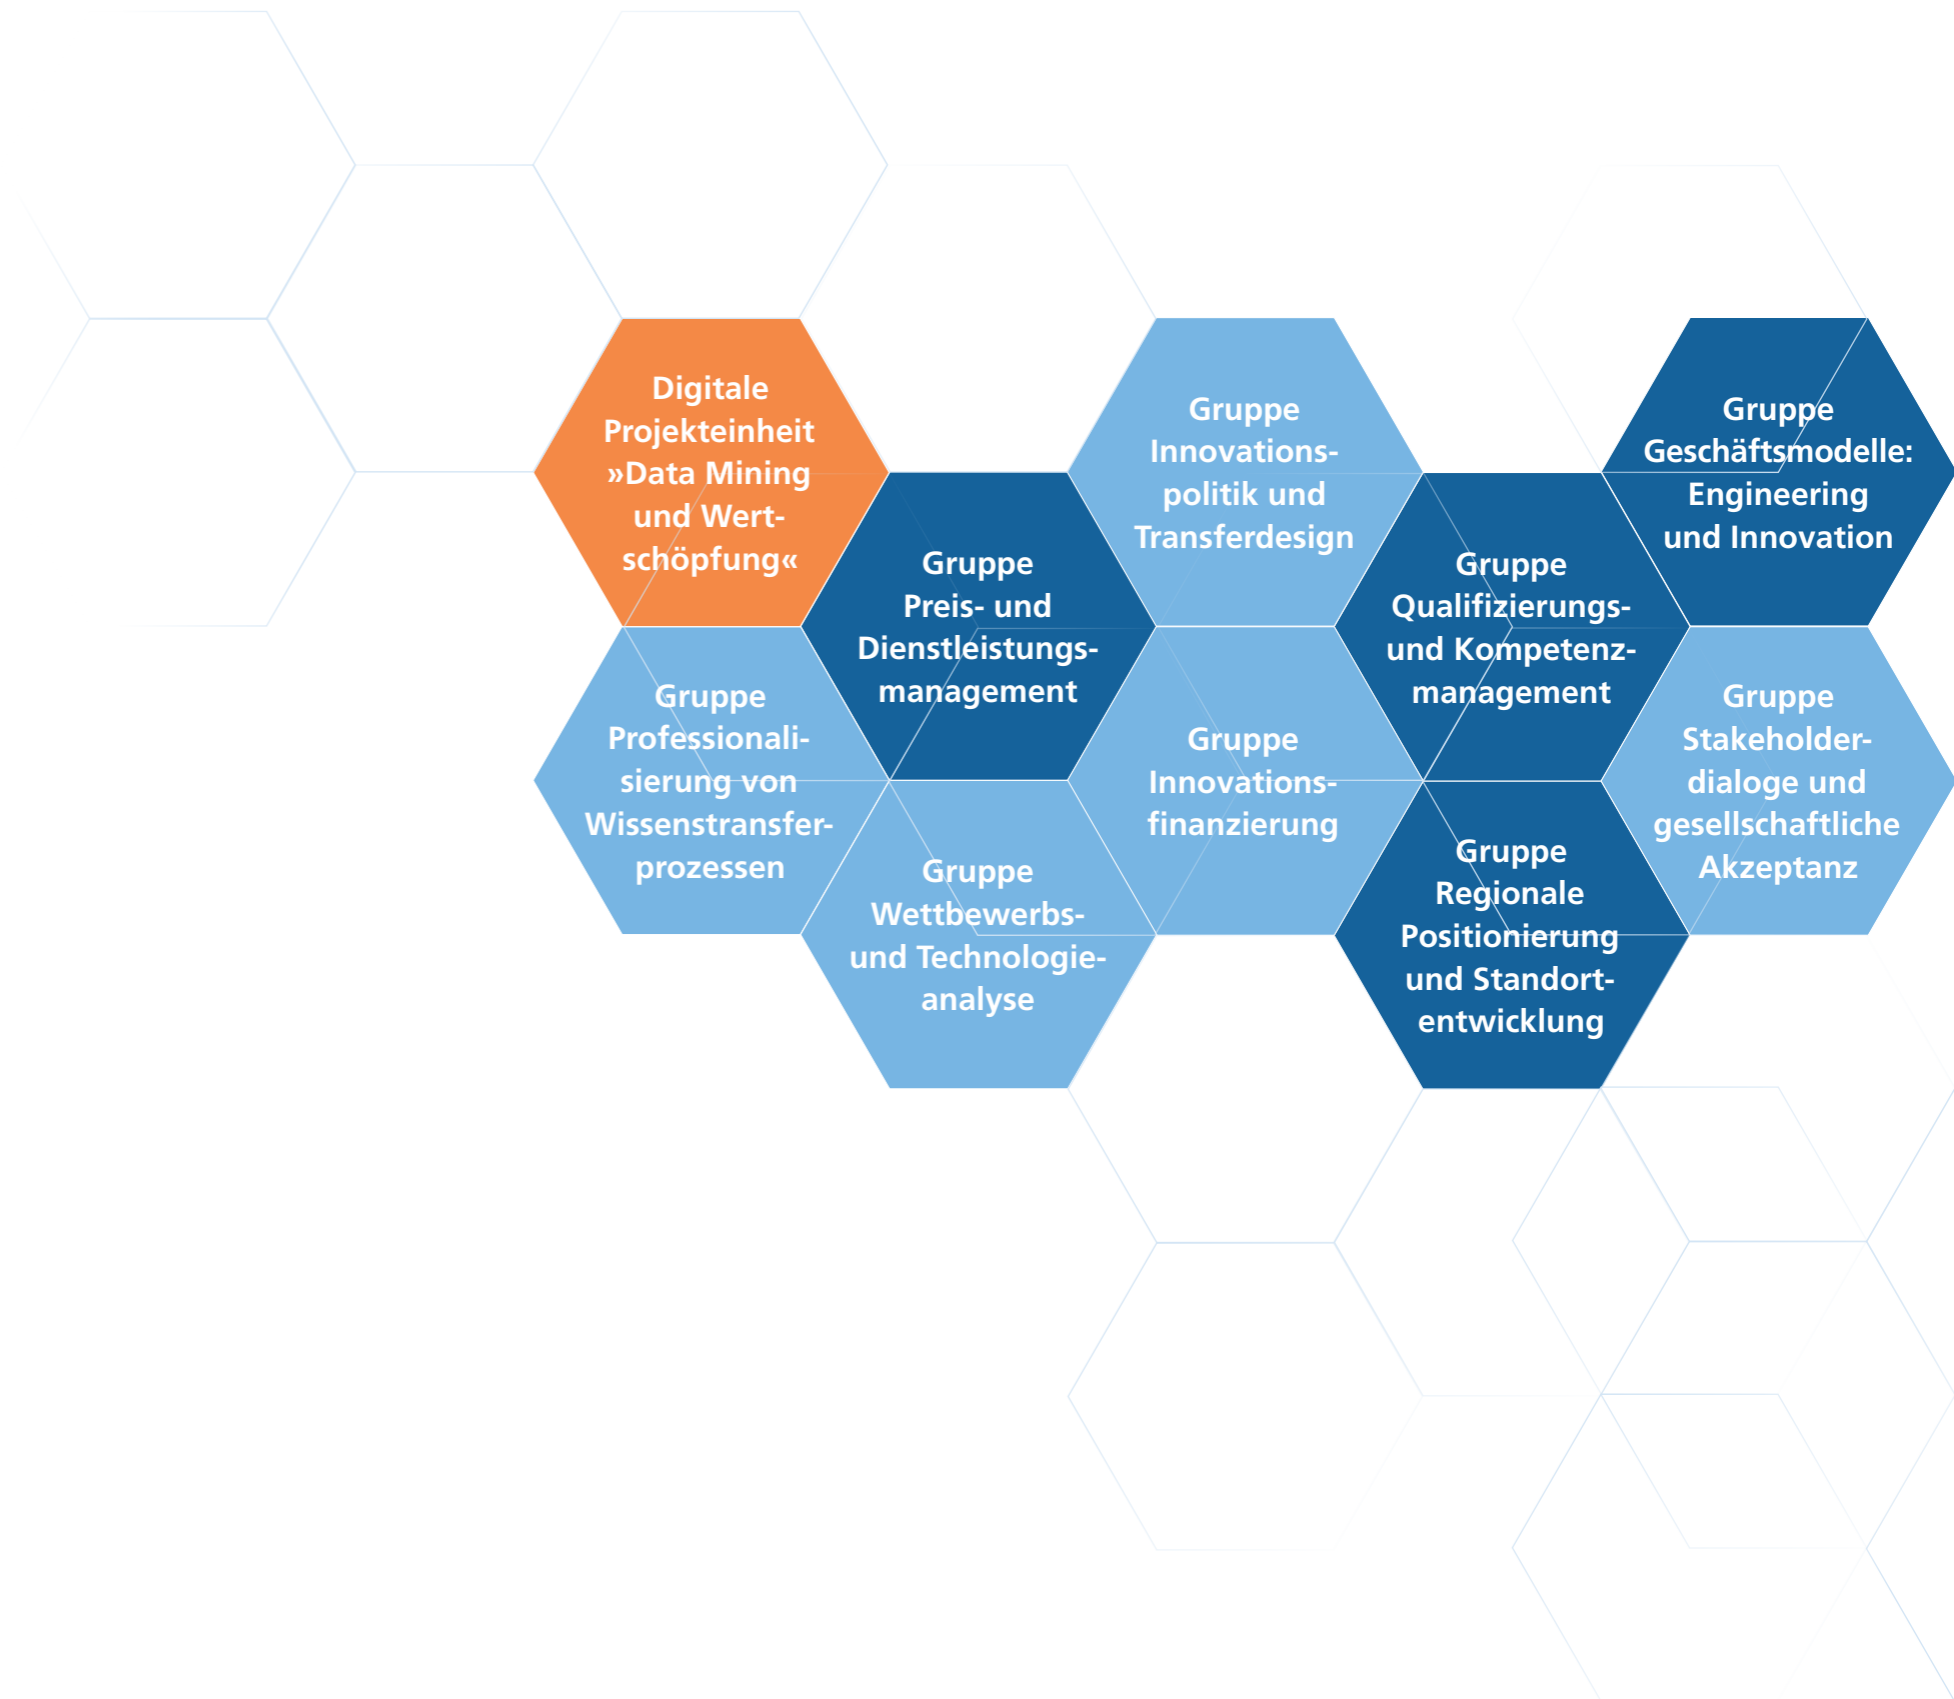 Digitale
Projekteinheit
»Data Mining
und Wert-
schöpfung«
Gruppe
Preis- und
Dienstleistungs-
management
Gruppe
Innovations-
politik und
Transferdesign
Gruppe
Qualifizierungs-
und Kompetenz-
management
Gruppe
Geschäftsmodelle:
Engineering
und Innovation
Gruppe
Professionali-
sierung von
Wissenstransfer-
prozessen
Gruppe
Wettbewerbs-
und Technologie-
analyse
Gruppe
Innovations-
finanzierung
Gruppe
Regionale
Positionierung
und Standort-
entwicklung
Gruppe
Stakeholder-
dialoge und
gesellschaftliche
Akzeptanz